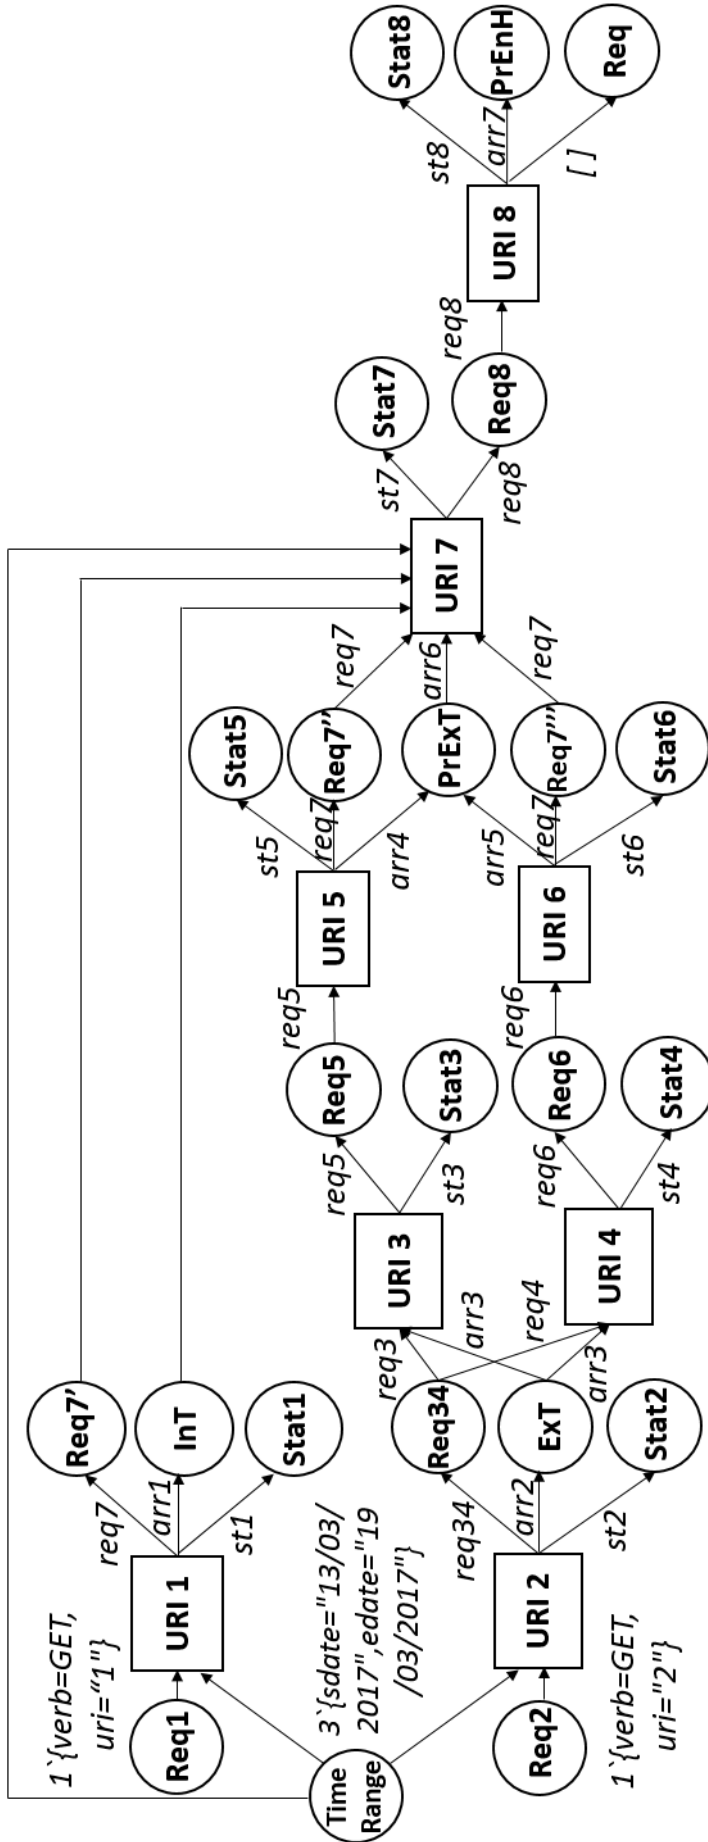 Req1
1`{verb=GET,
uri="1"}
Time
Range
3`{sdate="13/03/
2017",edate="19
/03/2017"}
Req2
1`{verb=GET,
uri="2"}
URI 1
URI 2
req7
arr1
st1
req34
arr2
st2
Req7'
InT
Stat1
Req34
ExT
Stat2
req3
arr3
req4
arr3
URI 3
URI 4
req5
st3
req6
st4
Req5
Stat3
Req6
Stat4
req5
req6
URI 5
URI 6
st5
req7
arr4
arr5
req7
st6
Stat5
Req7''
PrExT
Req7'''
Stat6
req7
arr6
req7
URI 7
st7
req8
Stat7
Req8
req8
URI 8
st8
arr7
[ ]
Stat8
PrEnH
Req